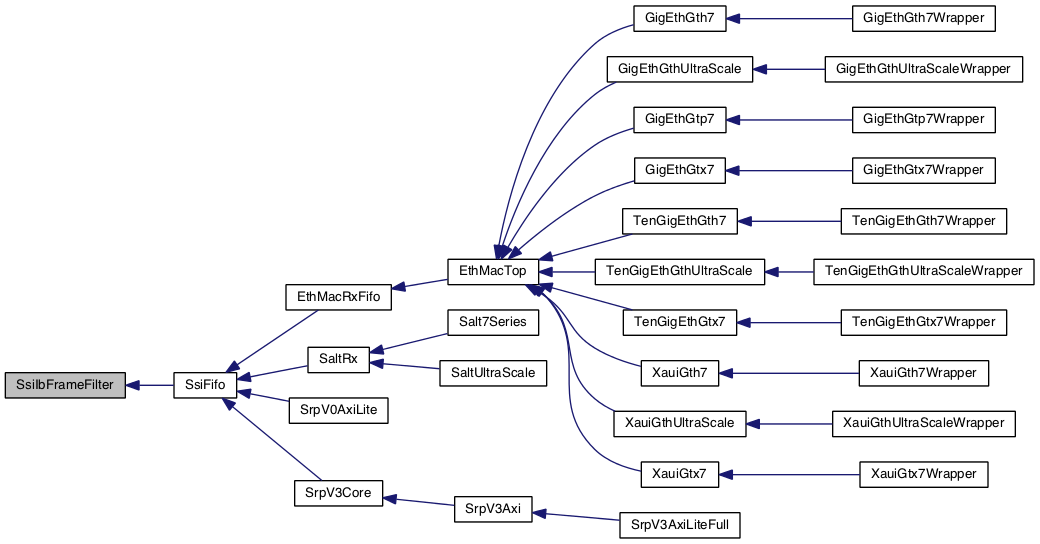 GigEthGth7
GigEthGth7Wrapper
GigEthGthUltraScale
GigEthGthUltraScaleWrapper
GigEthGtp7
GigEthGtp7Wrapper
GigEthGtx7
GigEthGtx7Wrapper
TenGigEthGth7
TenGigEthGth7Wrapper
EthMacTop
TenGigEthGthUltraScale
TenGigEthGthUltraScaleWrapper
EthMacRxFifo
Salt7Series
TenGigEthGtx7
TenGigEthGtx7Wrapper
SaltRx
SaltUltraScale
XauiGth7
XauiGth7Wrapper
SsiIbFrameFilter
SsiFifo
SrpV0AxiLite
XauiGthUltraScale
XauiGthUltraScaleWrapper
XauiGtx7
XauiGtx7Wrapper
SrpV3Core
SrpV3Axi
SrpV3AxiLiteFull